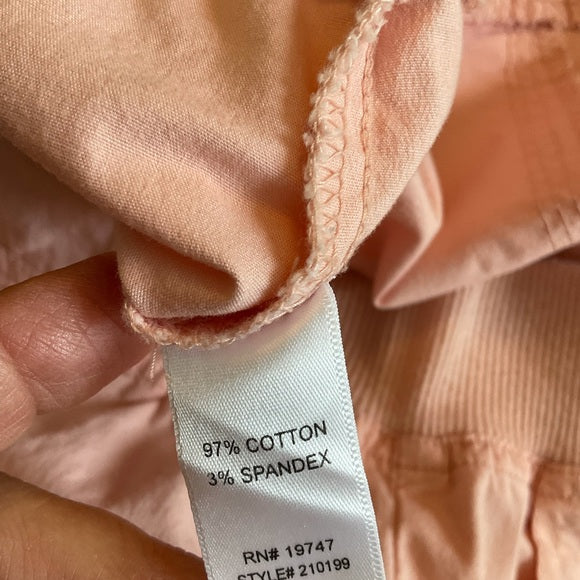 97% COTTON
3% SPANDEX
RN# 19747
STYLE# 210199